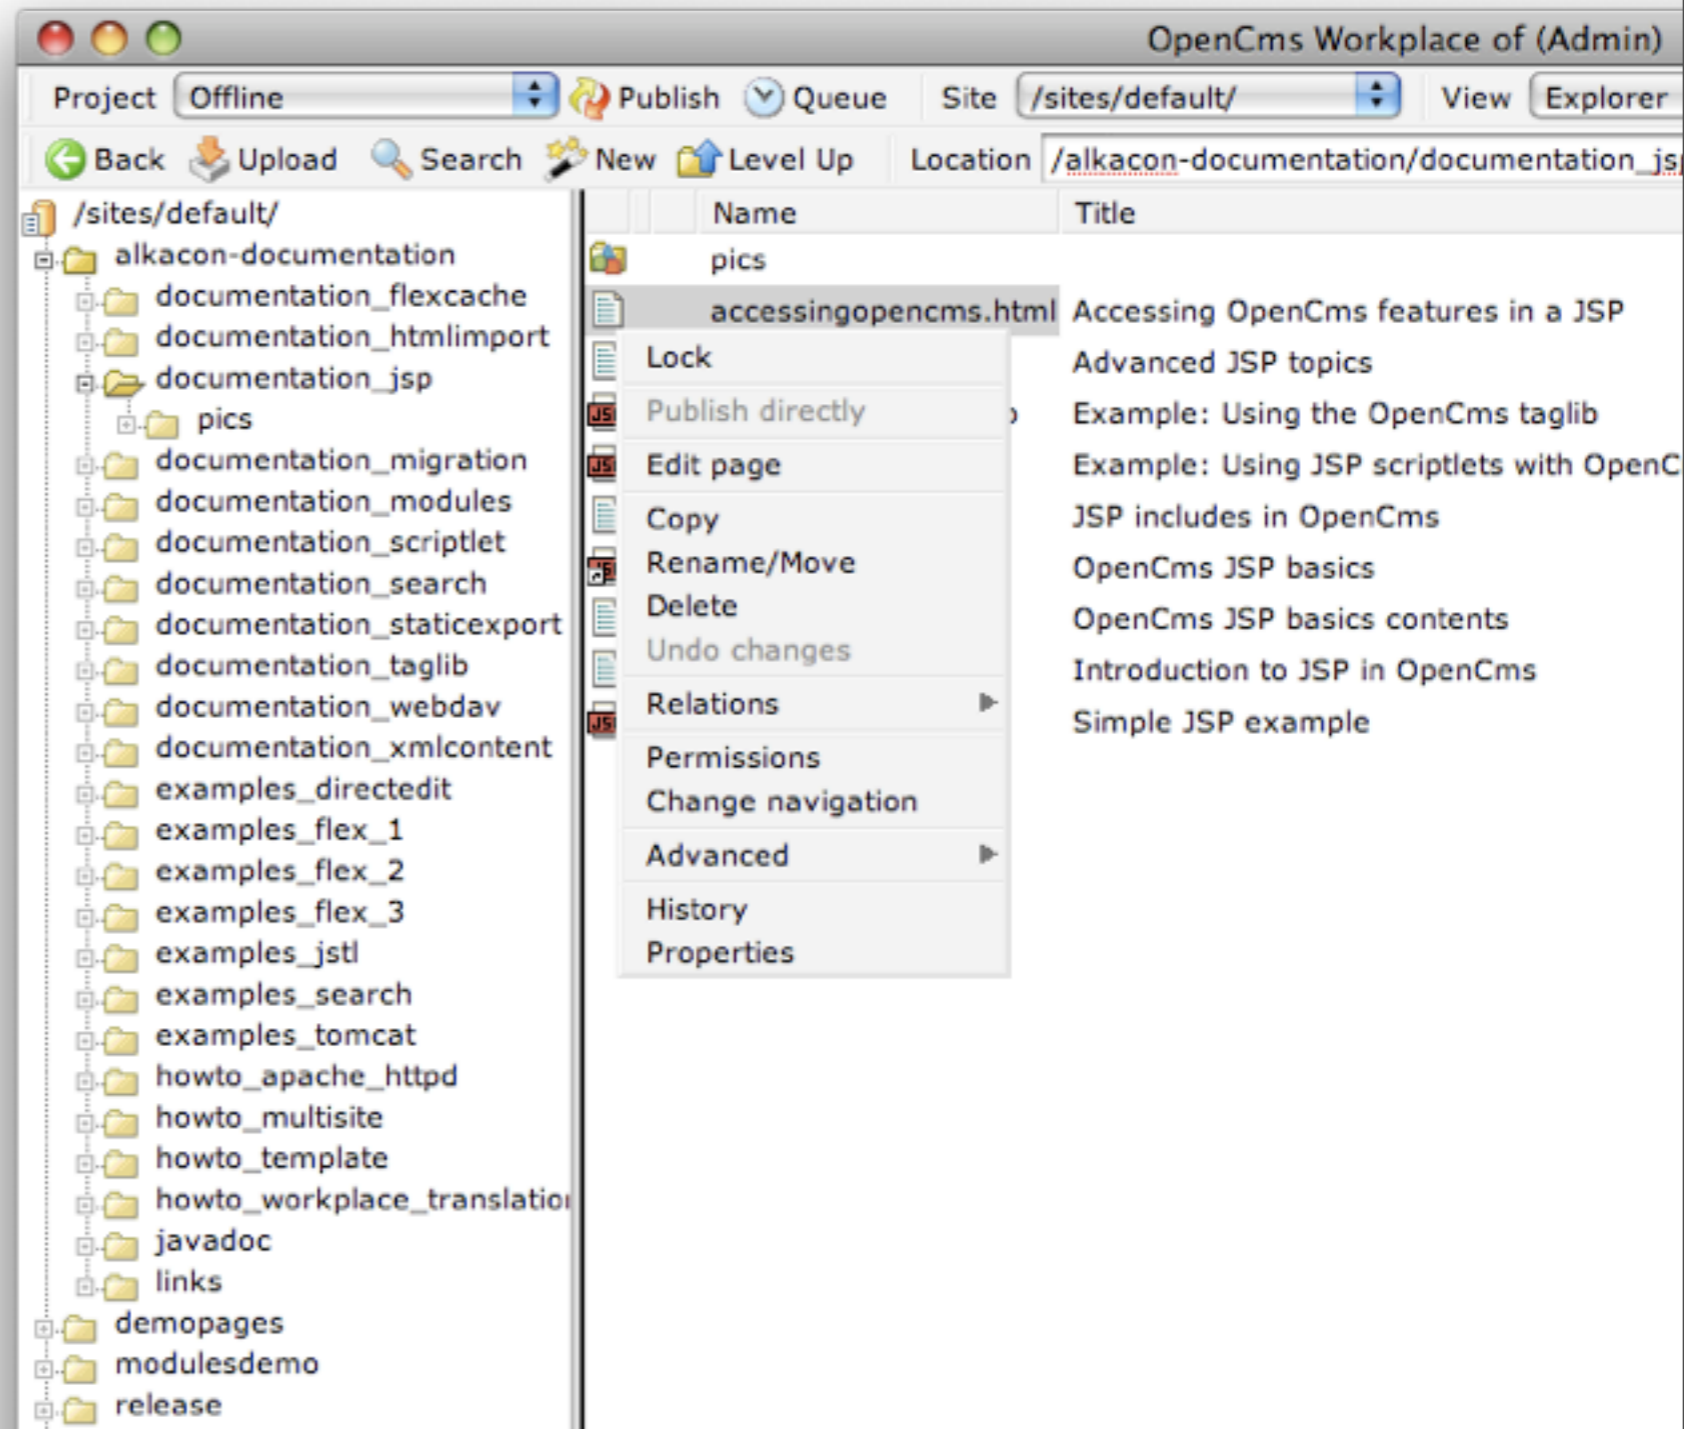 OpenCms Workplace of (Admin)
Project Offline Publish Queue Site /sites/default/ View Explorer
Back Upload Search New Level Up Location /alkacon-documentation/documentation_jsp
/sites/default/
alkacon-documentation
documentation_flexcache
documentation_htmlimport
documentation_jsp
pics
documentation_migration
documentation_modules
documentation_scriptlet
documentation_search
documentation_staticexport
documentation_taglib
documentation_webdav
documentation_xmlcontent
examples_directedit
examples_flex_1
examples_flex_2
examples_flex_3
examples_jstl
examples_search
examples_tomcat
howto_apache_httpd
howto_multisite
howto_template
howto_workplace_translation
javadoc
links
demopages
modulesdemo
release
Name Title
pics
accessingopencms.html Accessing OpenCms features in a JSP
Advanced JSP topics
Example: Using the OpenCms taglib
Example: Using JSP scriptlets with OpenC
JSP includes in OpenCms
OpenCms JSP basics
OpenCms JSP basics contents
Introduction to JSP in OpenCms
Simple JSP example
Lock
Publish directly
Edit page
Copy
Rename/Move
Delete
Undo changes
Relations
Permissions
Change navigation
Advanced
History
Properties